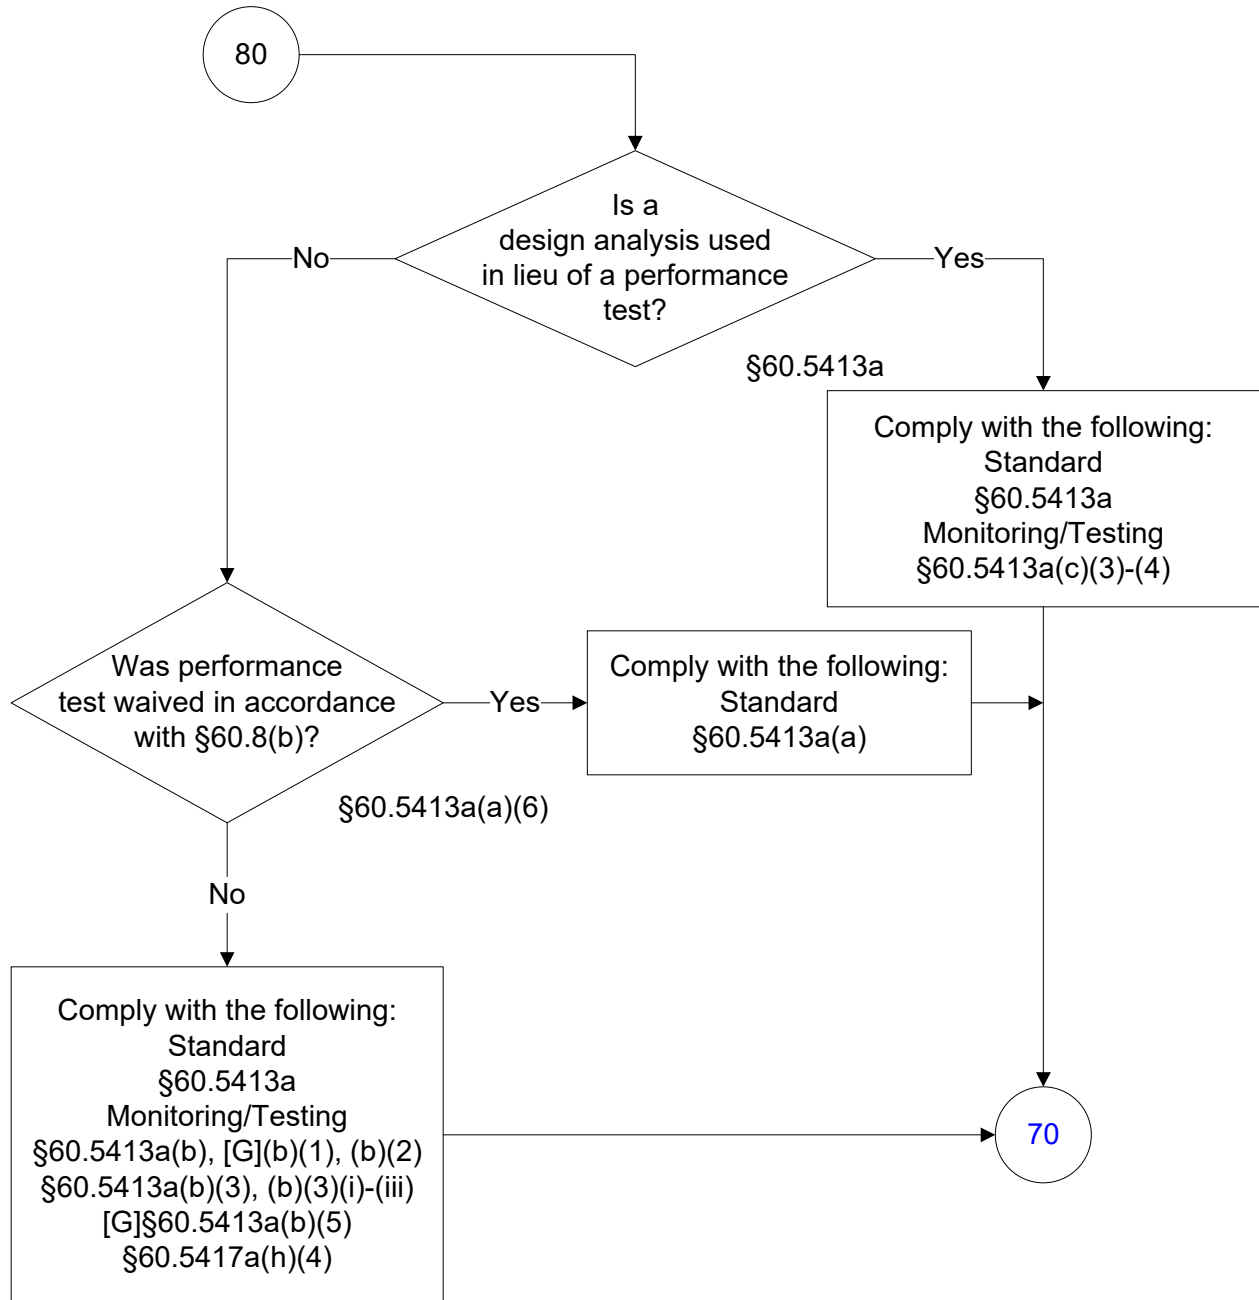 80
Is a
design analysis used
in lieu of a performance
test?
No
Yes
§60.5413a
Comply with the following:
Standard
§60.5413a
Monitoring/Testing
§60.5413a(c)(3)-(4)
Was performance
test waived in accordance
with §60.8(b)?
Yes
Comply with the following:
Standard
§60.5413a(a)
§60.5413a(a)(6)
No
Comply with the following:
Standard
§60.5413a
Monitoring/Testing
§60.5413a(b), [G](b)(1), (b)(2)
§60.5413a(b)(3), (b)(3)(i)-(iii)
[G]§60.5413a(b)(5)
§60.5417a(h)(4)
70